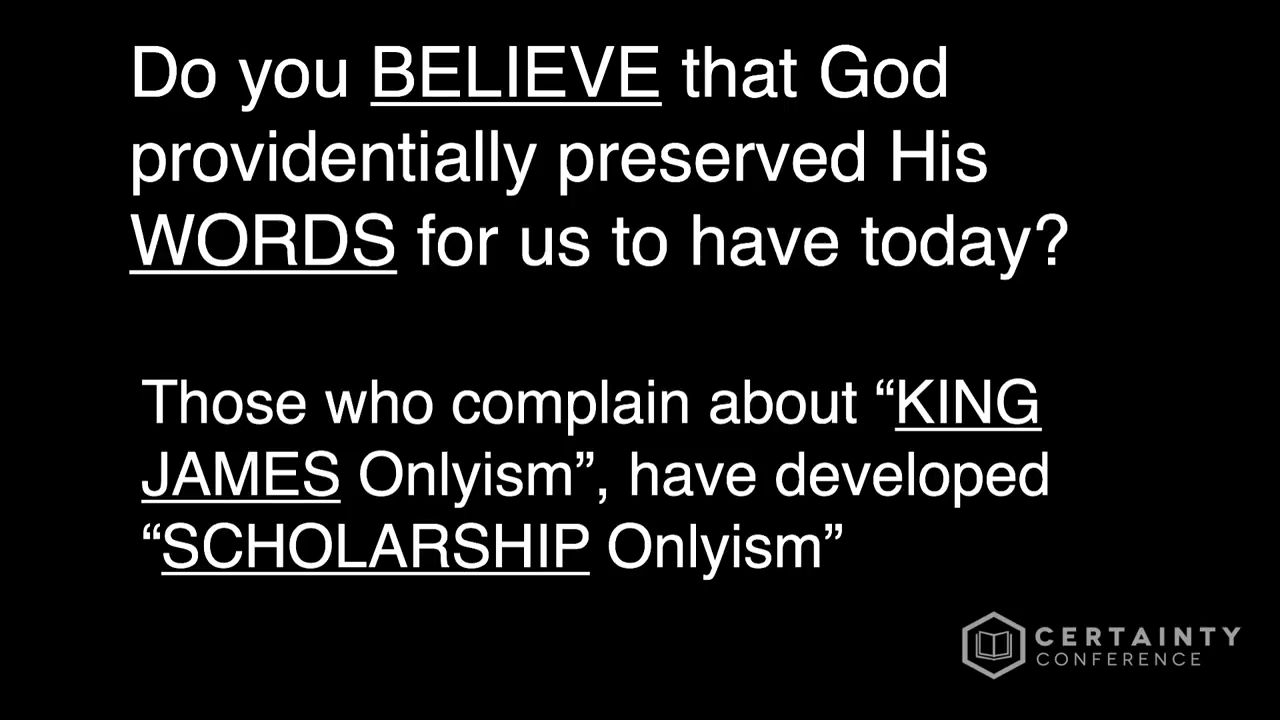 Do you BELIEVE that God
providentially preserved His
WORDS for us to have today?
Those who complain about “KING
JAMES Onlyism”, have developed
“SCHOLARSHIP Onlyism”
CERTAINTY
CONFERENCE